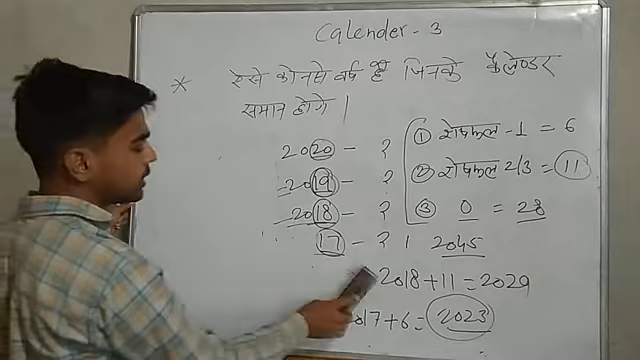 Calender - 3
* ऐसे कोनसे वर्ष है जिनके कैलेण्डर
समान होगे ।
2020 - ?
2019 - ?
2018 - ?
17 - ?
① शेषफल - 1 = 6
② शेषफल 2/3 = 11
③ 0 = 28
2045
2018+11=2029
017+6= 2023